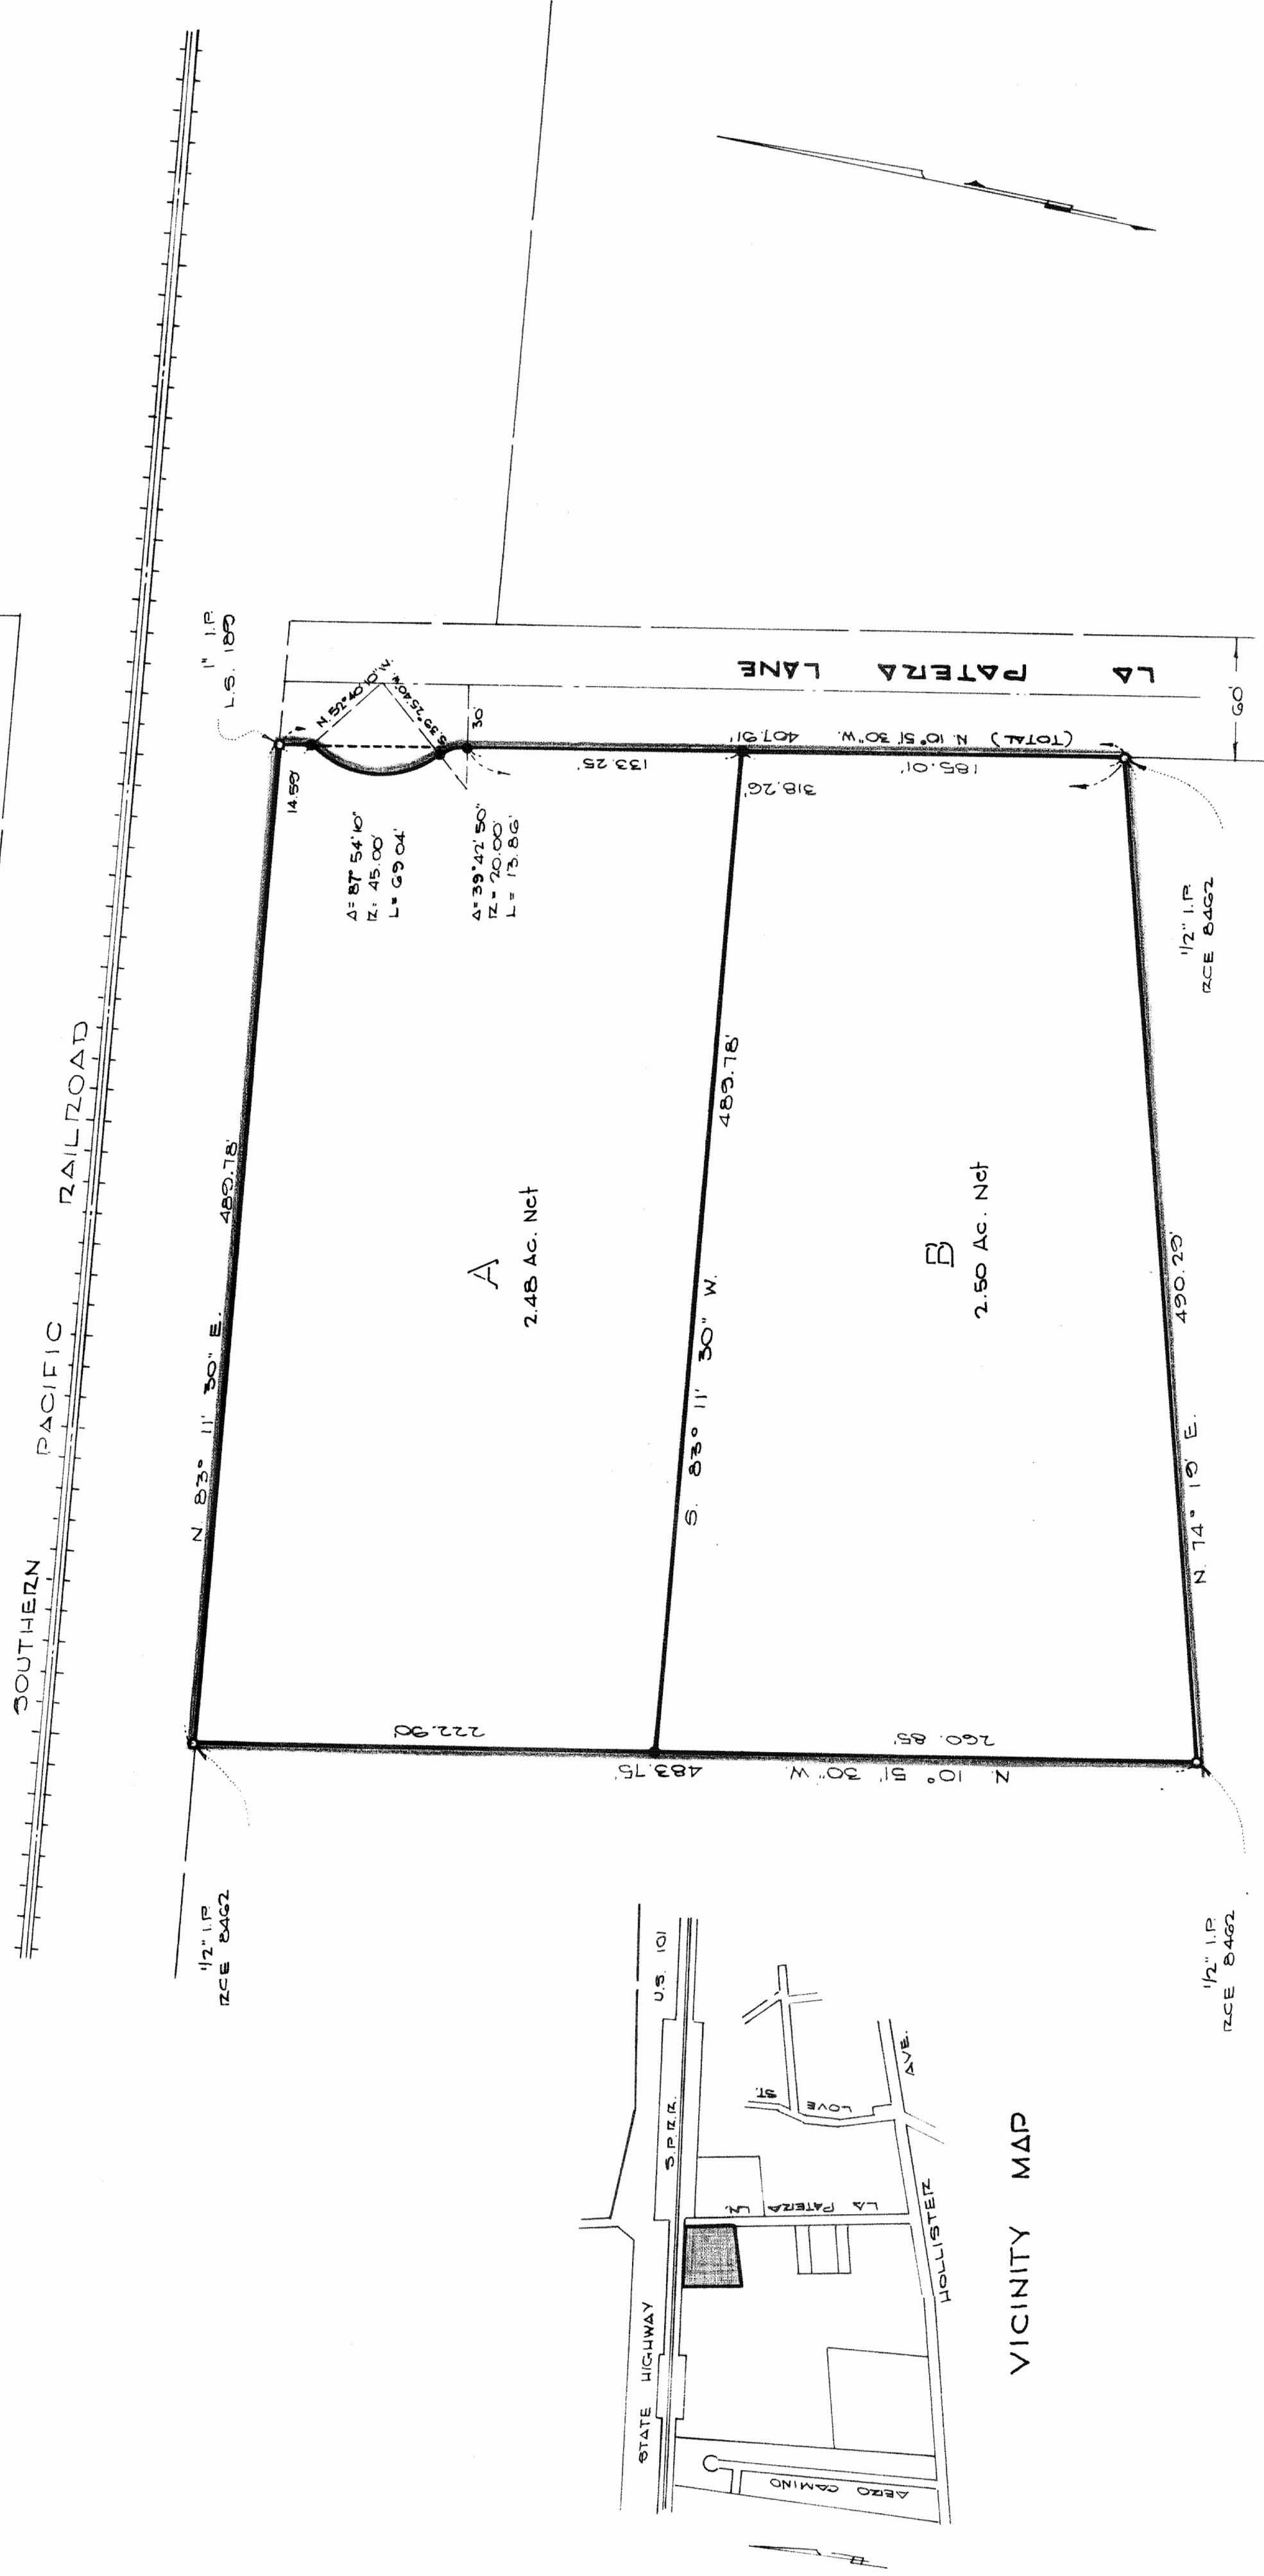 SOUTHERN PACIFIC RAILROAD
1" I.P.
L.S. 1890
N. 83° 11' 30" E. 489.78'
14.59'
N. 52° 40' 10" W.
S. 39° 25' 40" W.
Δ = 87° 54' 10"
R = 45.00'
L = 69.04'
30'
Δ = 39° 42' 50"
R = 20.00'
L = 13.86'
133.25'
318.26'
185.01'
407.91'
N. 10° 51' 30" W.
(TOTAL)
LA PATERA LANE
60'
A
2.48 Ac. Net
S. 83° 11' 30" W. 489.78'
B
2.50 Ac. Net
N. 74° 19' E. 490.29'
222.90'
260.85'
483.75'
N. 10° 51' 30" W.
1/2" I.P.
RCE 8462
1/2" I.P.
RCE 8462
1/2" I.P.
RCE 8462
STATE HIGHWAY U.S. 101
S.P.R.R.
LA PATERA LN.
LOVE ST.
HOLLISTER AVE.
AERO CAMINO
VICINITY MAP